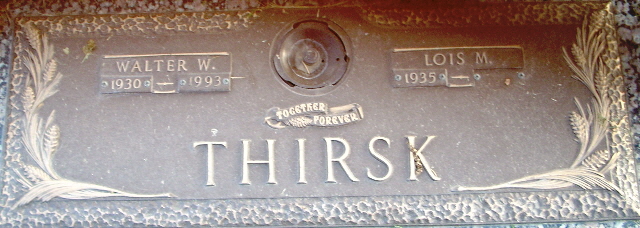 WALTER W.
1930 1993
LOIS M.
1935
TOGETHER
FOREVER
THIRSK